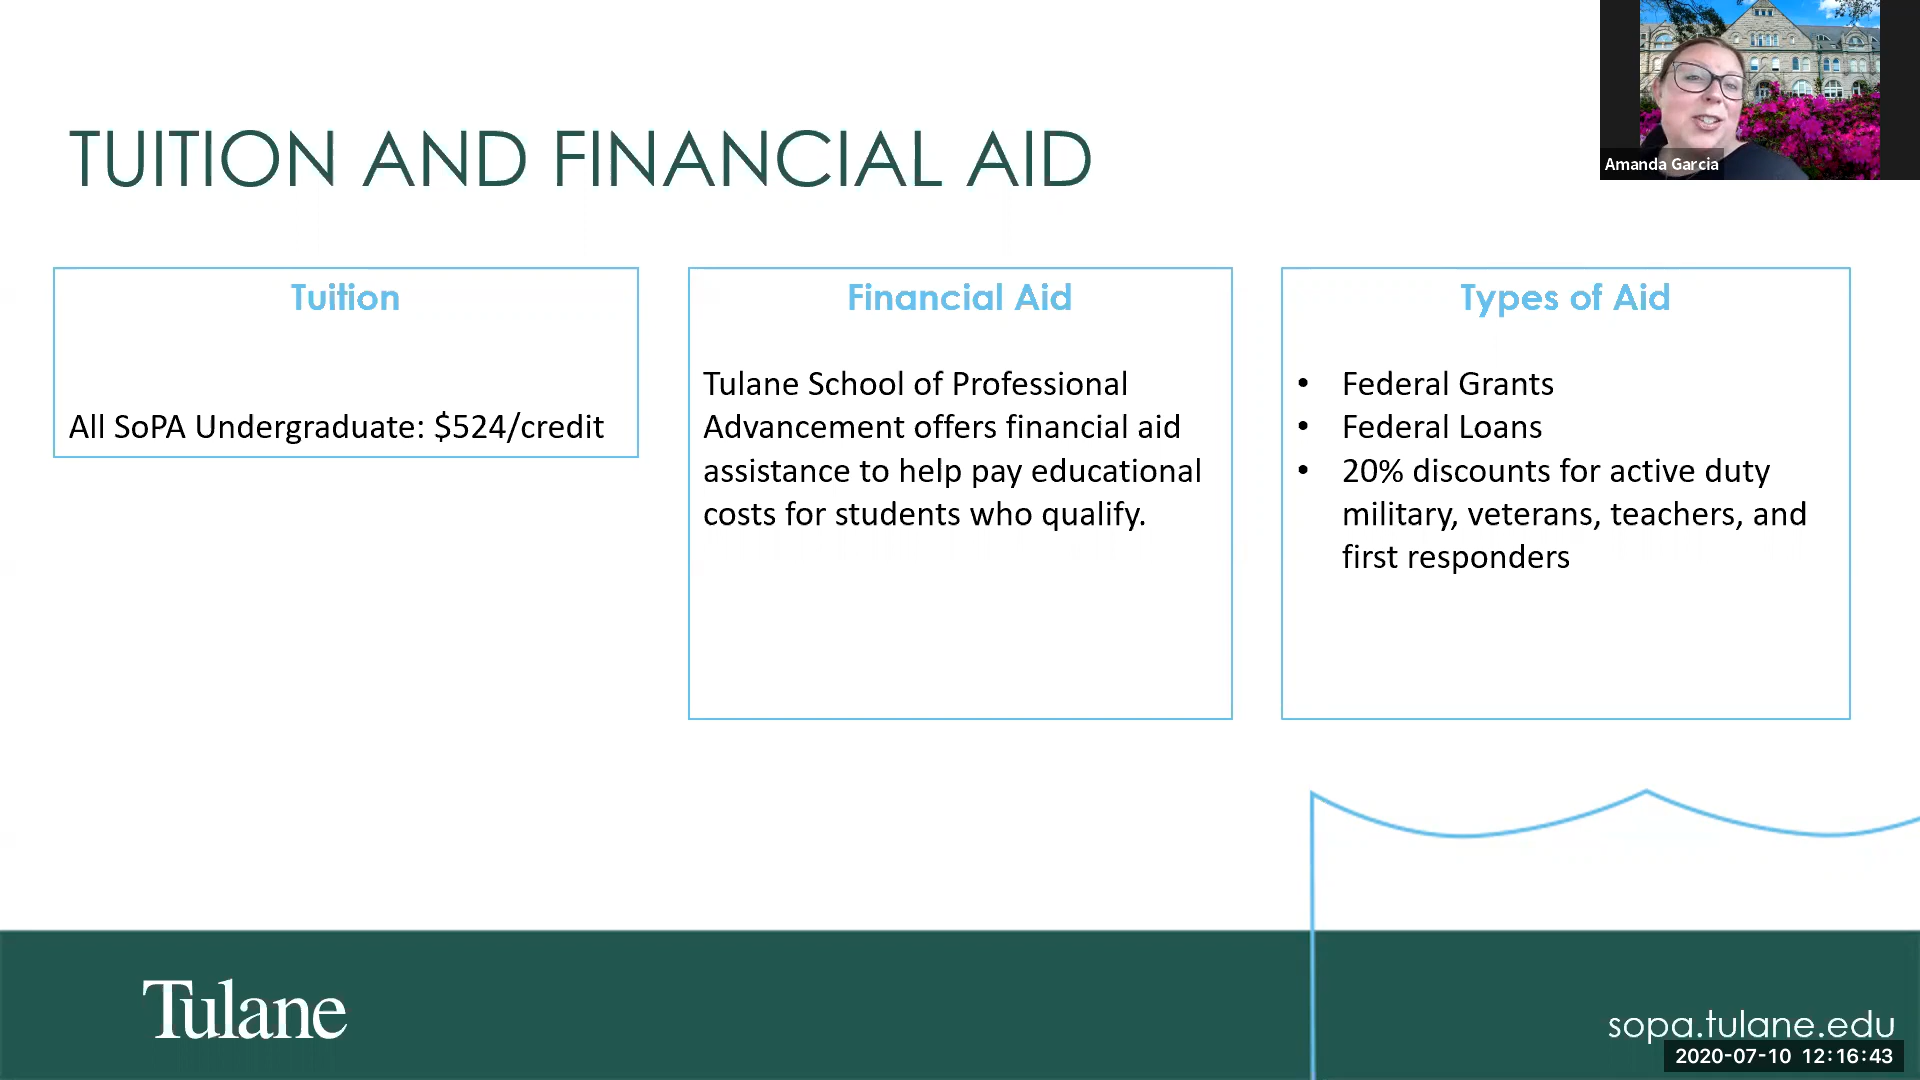 TUITION AND FINANCIAL AID
Amanda Garcia
Tuition
All SoPA Undergraduate: $524/credit
Financial Aid
Tulane School of Professional
Advancement offers financial aid
assistance to help pay educational
costs for students who qualify.
Types of Aid
• Federal Grants
• Federal Loans
• 20% discounts for active duty
military, veterans, teachers, and
first responders
Tulane
sopa.tulane.edu
2020-07-10 12:16:43